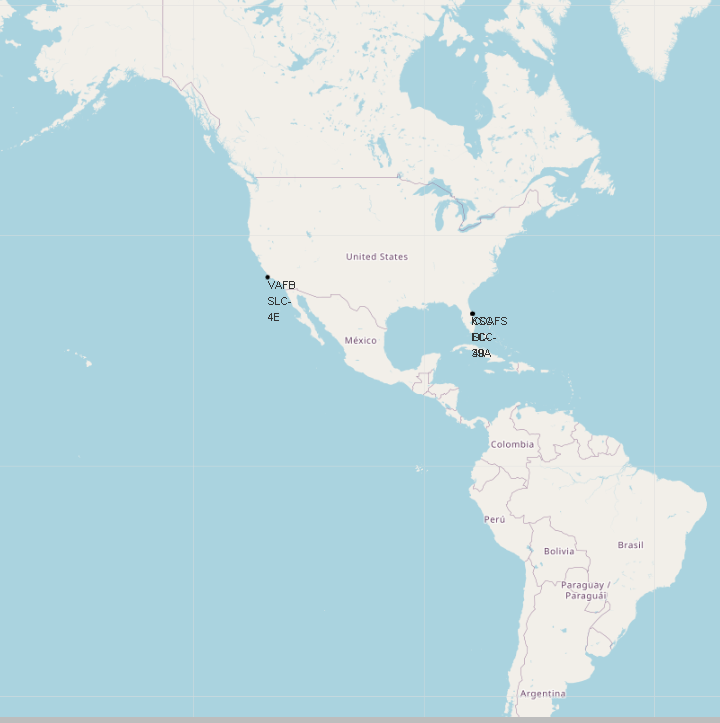 United States
VAFB
SLC-
4E
México
Colombia
Perú
Brasil
Bolivia
Paraguay /
Paraguái
Argentina